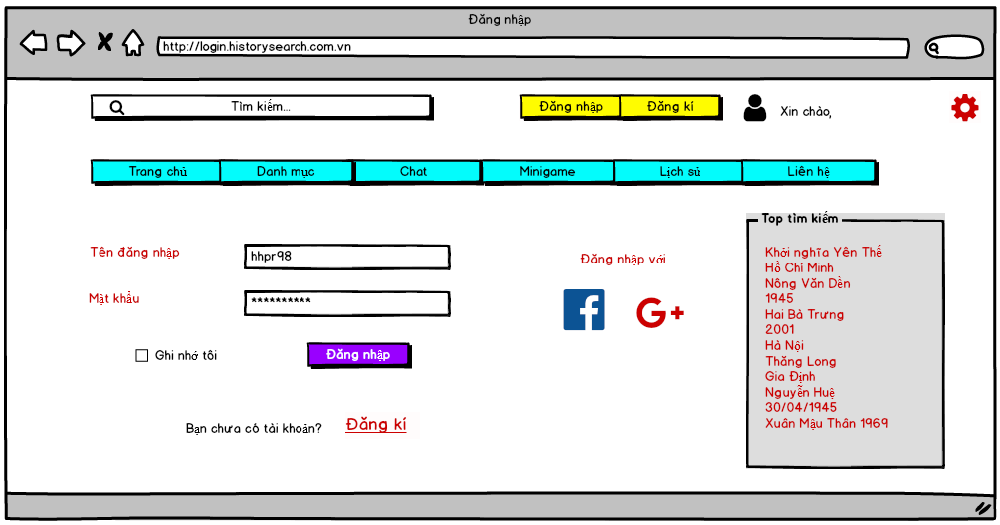 Đăng nhập
http://login.historysearch.com.vn
Tìm kiếm...
Đăng nhập
Đăng kí
Xin chào,
Trang chủ
Danh mục
Chat
Minigame
Lịch sử
Liên hệ
Tên đăng nhập
hhpr98
Mật khẩu
**********
Ghi nhớ tôi
Đăng nhập
Bạn chưa có tài khoản?
Đăng kí
Đăng nhập với
G+
Top tìm kiếm
Khởi nghĩa Yên Thế
Hồ Chí Minh
Nông Văn Dền
1945
Hai Bà Trưng
2001
Hà Nội
Thăng Long
Gia Định
Nguyễn Huệ
30/04/1945
Xuân Mậu Thân 1969